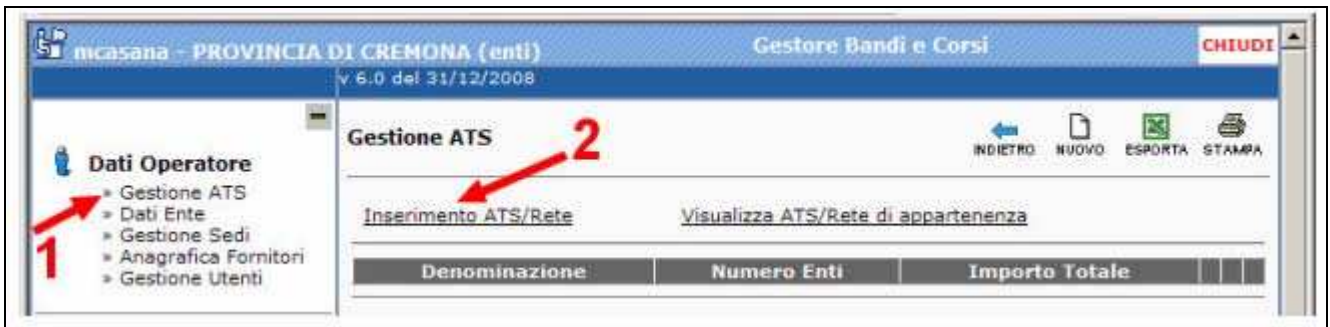 mcasana - PROVINCIA DI CREMONA (enti) Gestore Bandi e Corsi CHIUDI
v 6.0 del 31/12/2008
Dati Operatore
» Gestione ATS
» Dati Ente
» Gestione Sedi
» Anagrafica Fornitori
» Gestione Utenti
1
Gestione ATS
2
INDIETRO NUOVO ESPORTA STAMPA
Inserimento ATS/Rete Visualizza ATS/Rete di appartenenza
Denominazione Numero Enti Importo Totale